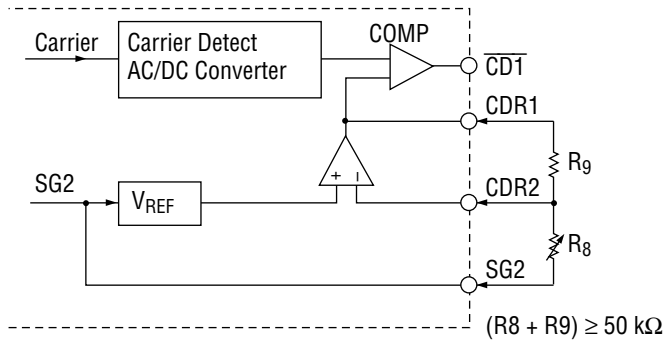 Carrier
Carrier Detect
AC/DC Converter
COMP
CD1
CDR1
R9
+ –
SG2
VREF
CDR2
R8
SG2
(R8 + R9) ≥ 50 kΩ